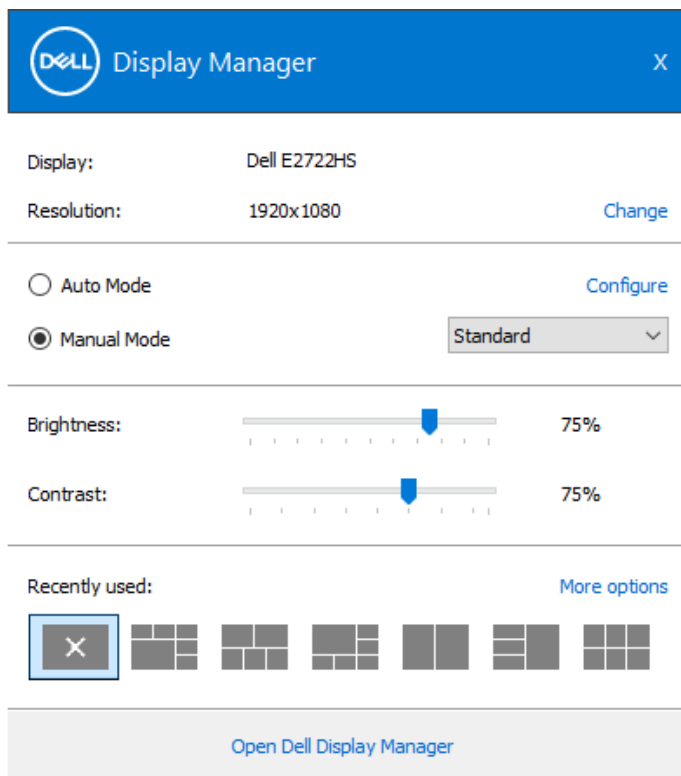 DELL Display Manager X
Display: Dell E2722HS
Resolution: 1920x1080 Change
Auto Mode Configure
Manual Mode Standard
Brightness: 75%
Contrast: 75%
Recently used: More options
Open Dell Display Manager